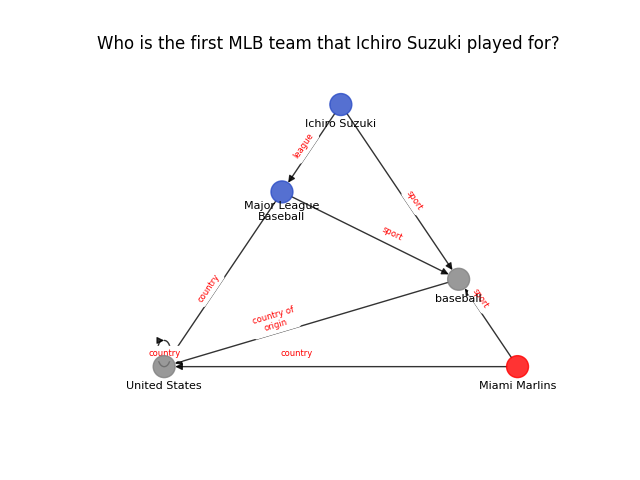 Who is the first MLB team that Ichiro Suzuki played for?
Ichiro Suzuki
league
Major League
Baseball
sport
sport
country
baseball
sport
country of
origin
country
country
United States
Miami Marlins